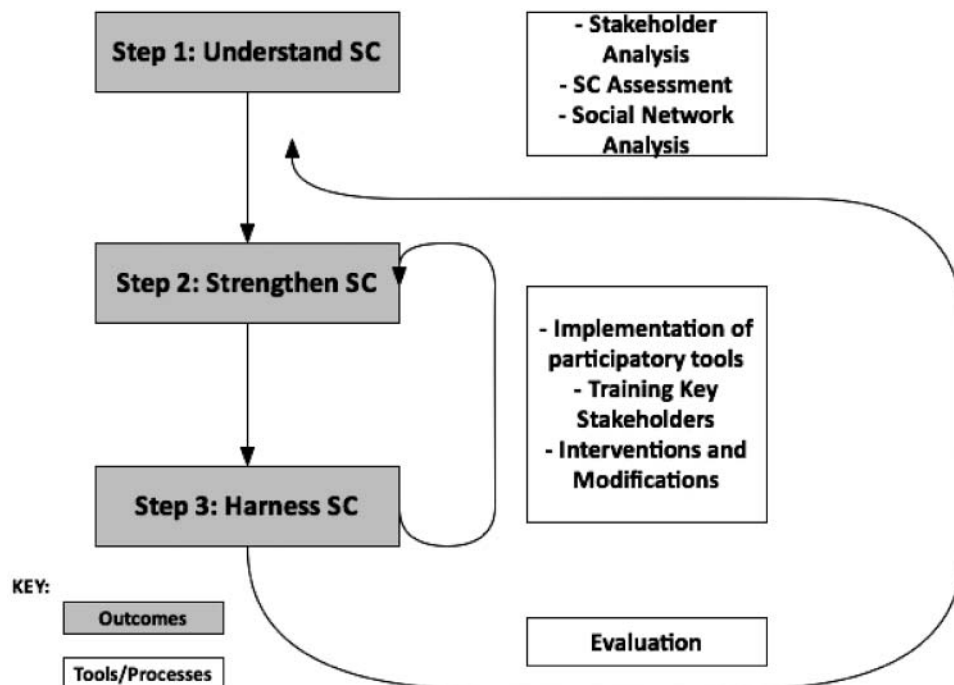 Step 1: Understand SC
- Stakeholder
Analysis
- SC Assessment
- Social Network
Analysis
Step 2: Strengthen SC
- Implementation of
participatory tools
- Training Key
Stakeholders
- Interventions and
Modifications
Step 3: Harness SC
KEY:
Outcomes
Tools/Processes
Evaluation